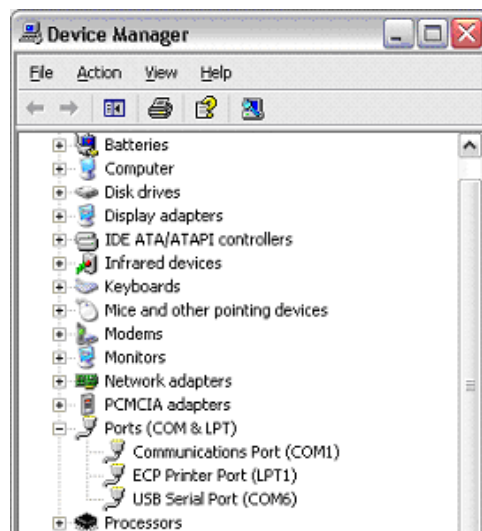 Device Manager
File Action View Help
Batteries
Computer
Disk drives
Display adapters
IDE ATA/ATAPI controllers
Infrared devices
Keyboards
Mice and other pointing devices
Modems
Monitors
Network adapters
PCMCIA adapters
Ports (COM & LPT)
Communications Port (COM1)
ECP Printer Port (LPT1)
USB Serial Port (COM6)
Processors